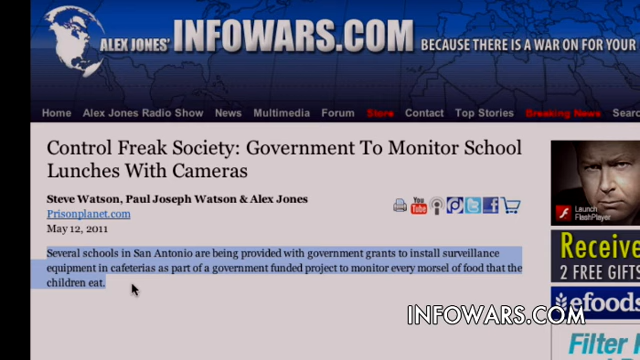 ALEX JONES' INFOWARS.COM BECAUSE THERE IS A WAR ON FOR YOUR
Home Alex Jones Radio Show News Multimedia Forum Store Contact Top Stories Breaking News Searc
Control Freak Society: Government To Monitor School
Lunches With Cameras
Steve Watson, Paul Joseph Watson & Alex Jones
Prisonplanet.com
May 12, 2011
You Tube
Several schools in San Antonio are being provided with government grants to install surveillance
equipment in cafeterias as part of a government funded project to monitor every morsel of food that the
children eat.
Launch
FlashPlayer
Receive
2 FREE GIFTS
efoods
Filter
INFOWARS.COM